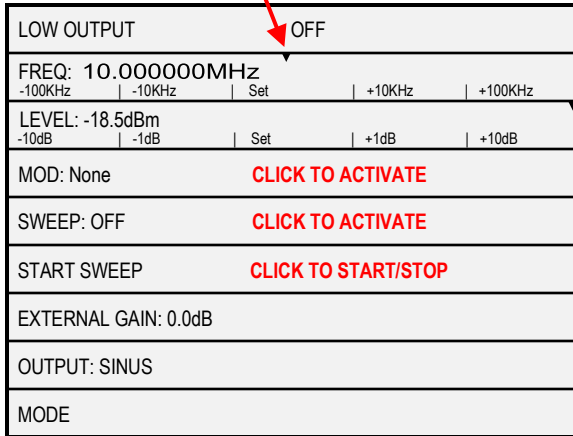 LOW OUTPUT OFF
FREQ: 10.000000MHz
-100KHz | -10KHz | Set | +10KHz | +100KHz
LEVEL: -18.5dBm
-10dB | -1dB | Set | +1dB | +10dB
MOD: None CLICK TO ACTIVATE
SWEEP: OFF CLICK TO ACTIVATE
START SWEEP CLICK TO START/STOP
EXTERNAL GAIN: 0.0dB
OUTPUT: SINUS
MODE